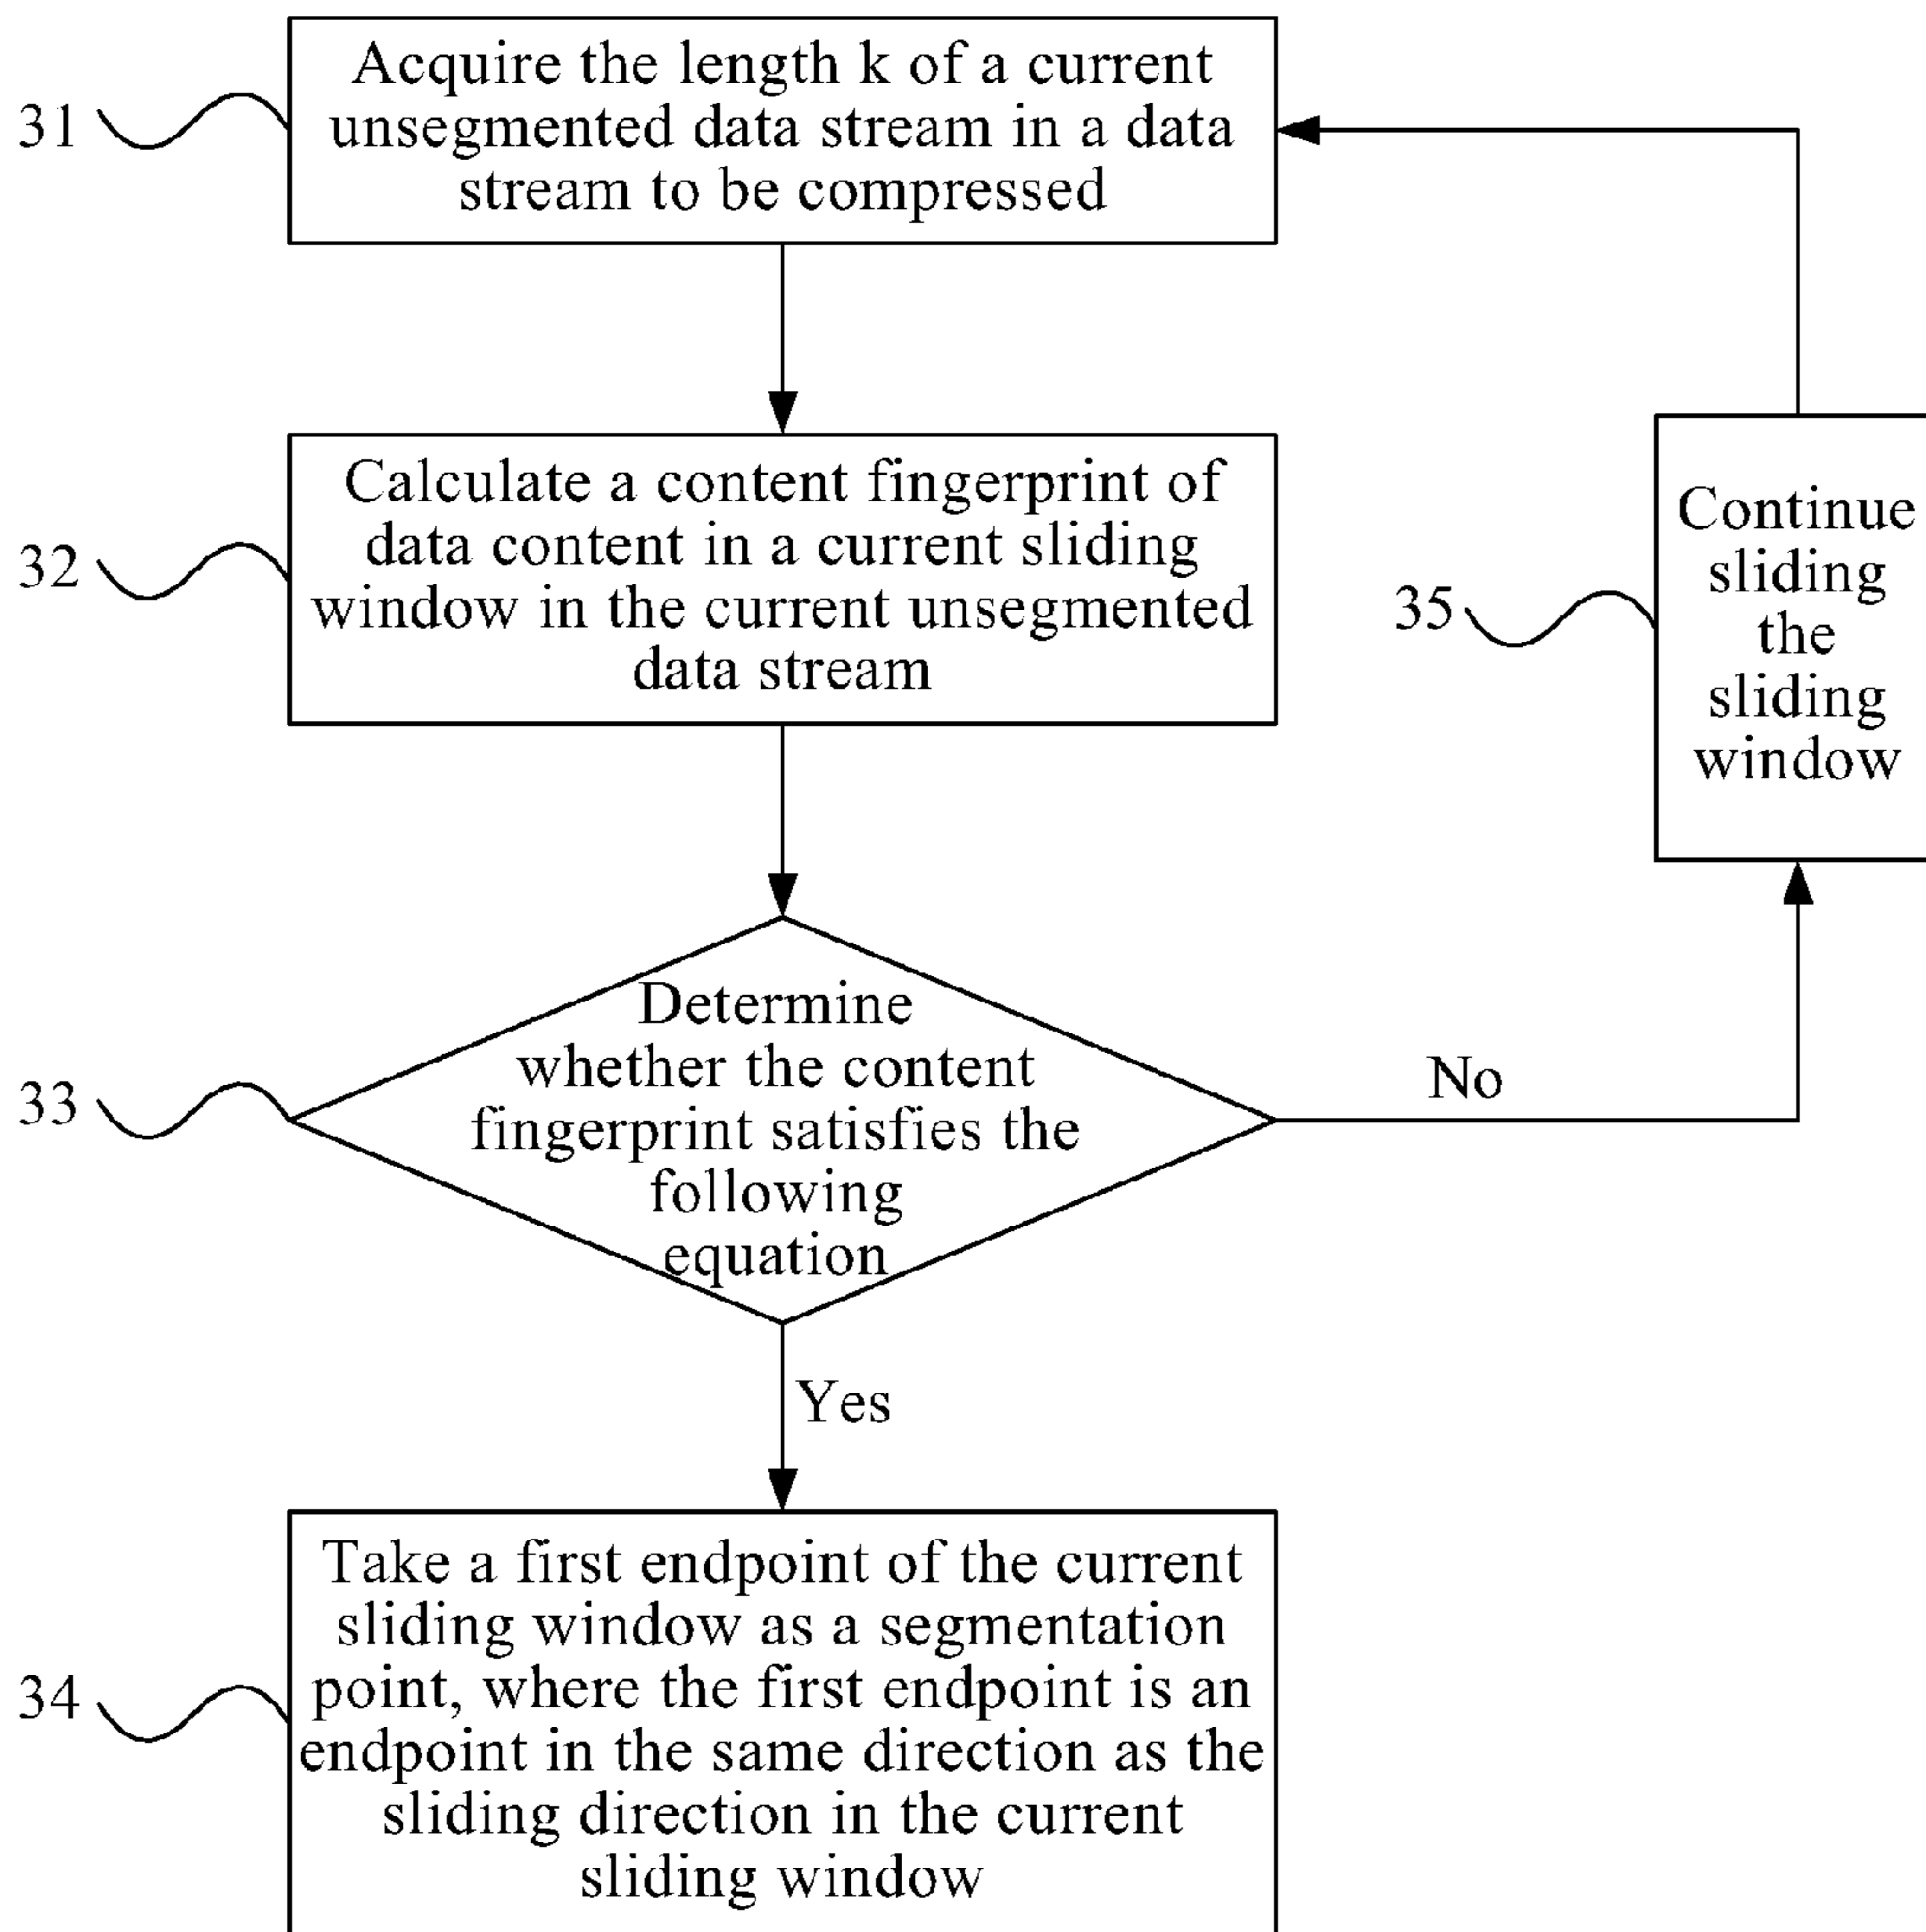 31
Acquire the length k of a current
unsegmented data stream in a data
stream to be compressed
32
Calculate a content fingerprint of
data content in a current sliding
window in the current unsegmented
data stream
35
Continue
sliding
the
sliding
window
33
Determine
whether the content
fingerprint satisfies the
following
equation
No
Yes
34
Take a first endpoint of the current
sliding window as a segmentation
point, where the first endpoint is an
endpoint in the same direction as the
sliding direction in the current
sliding window